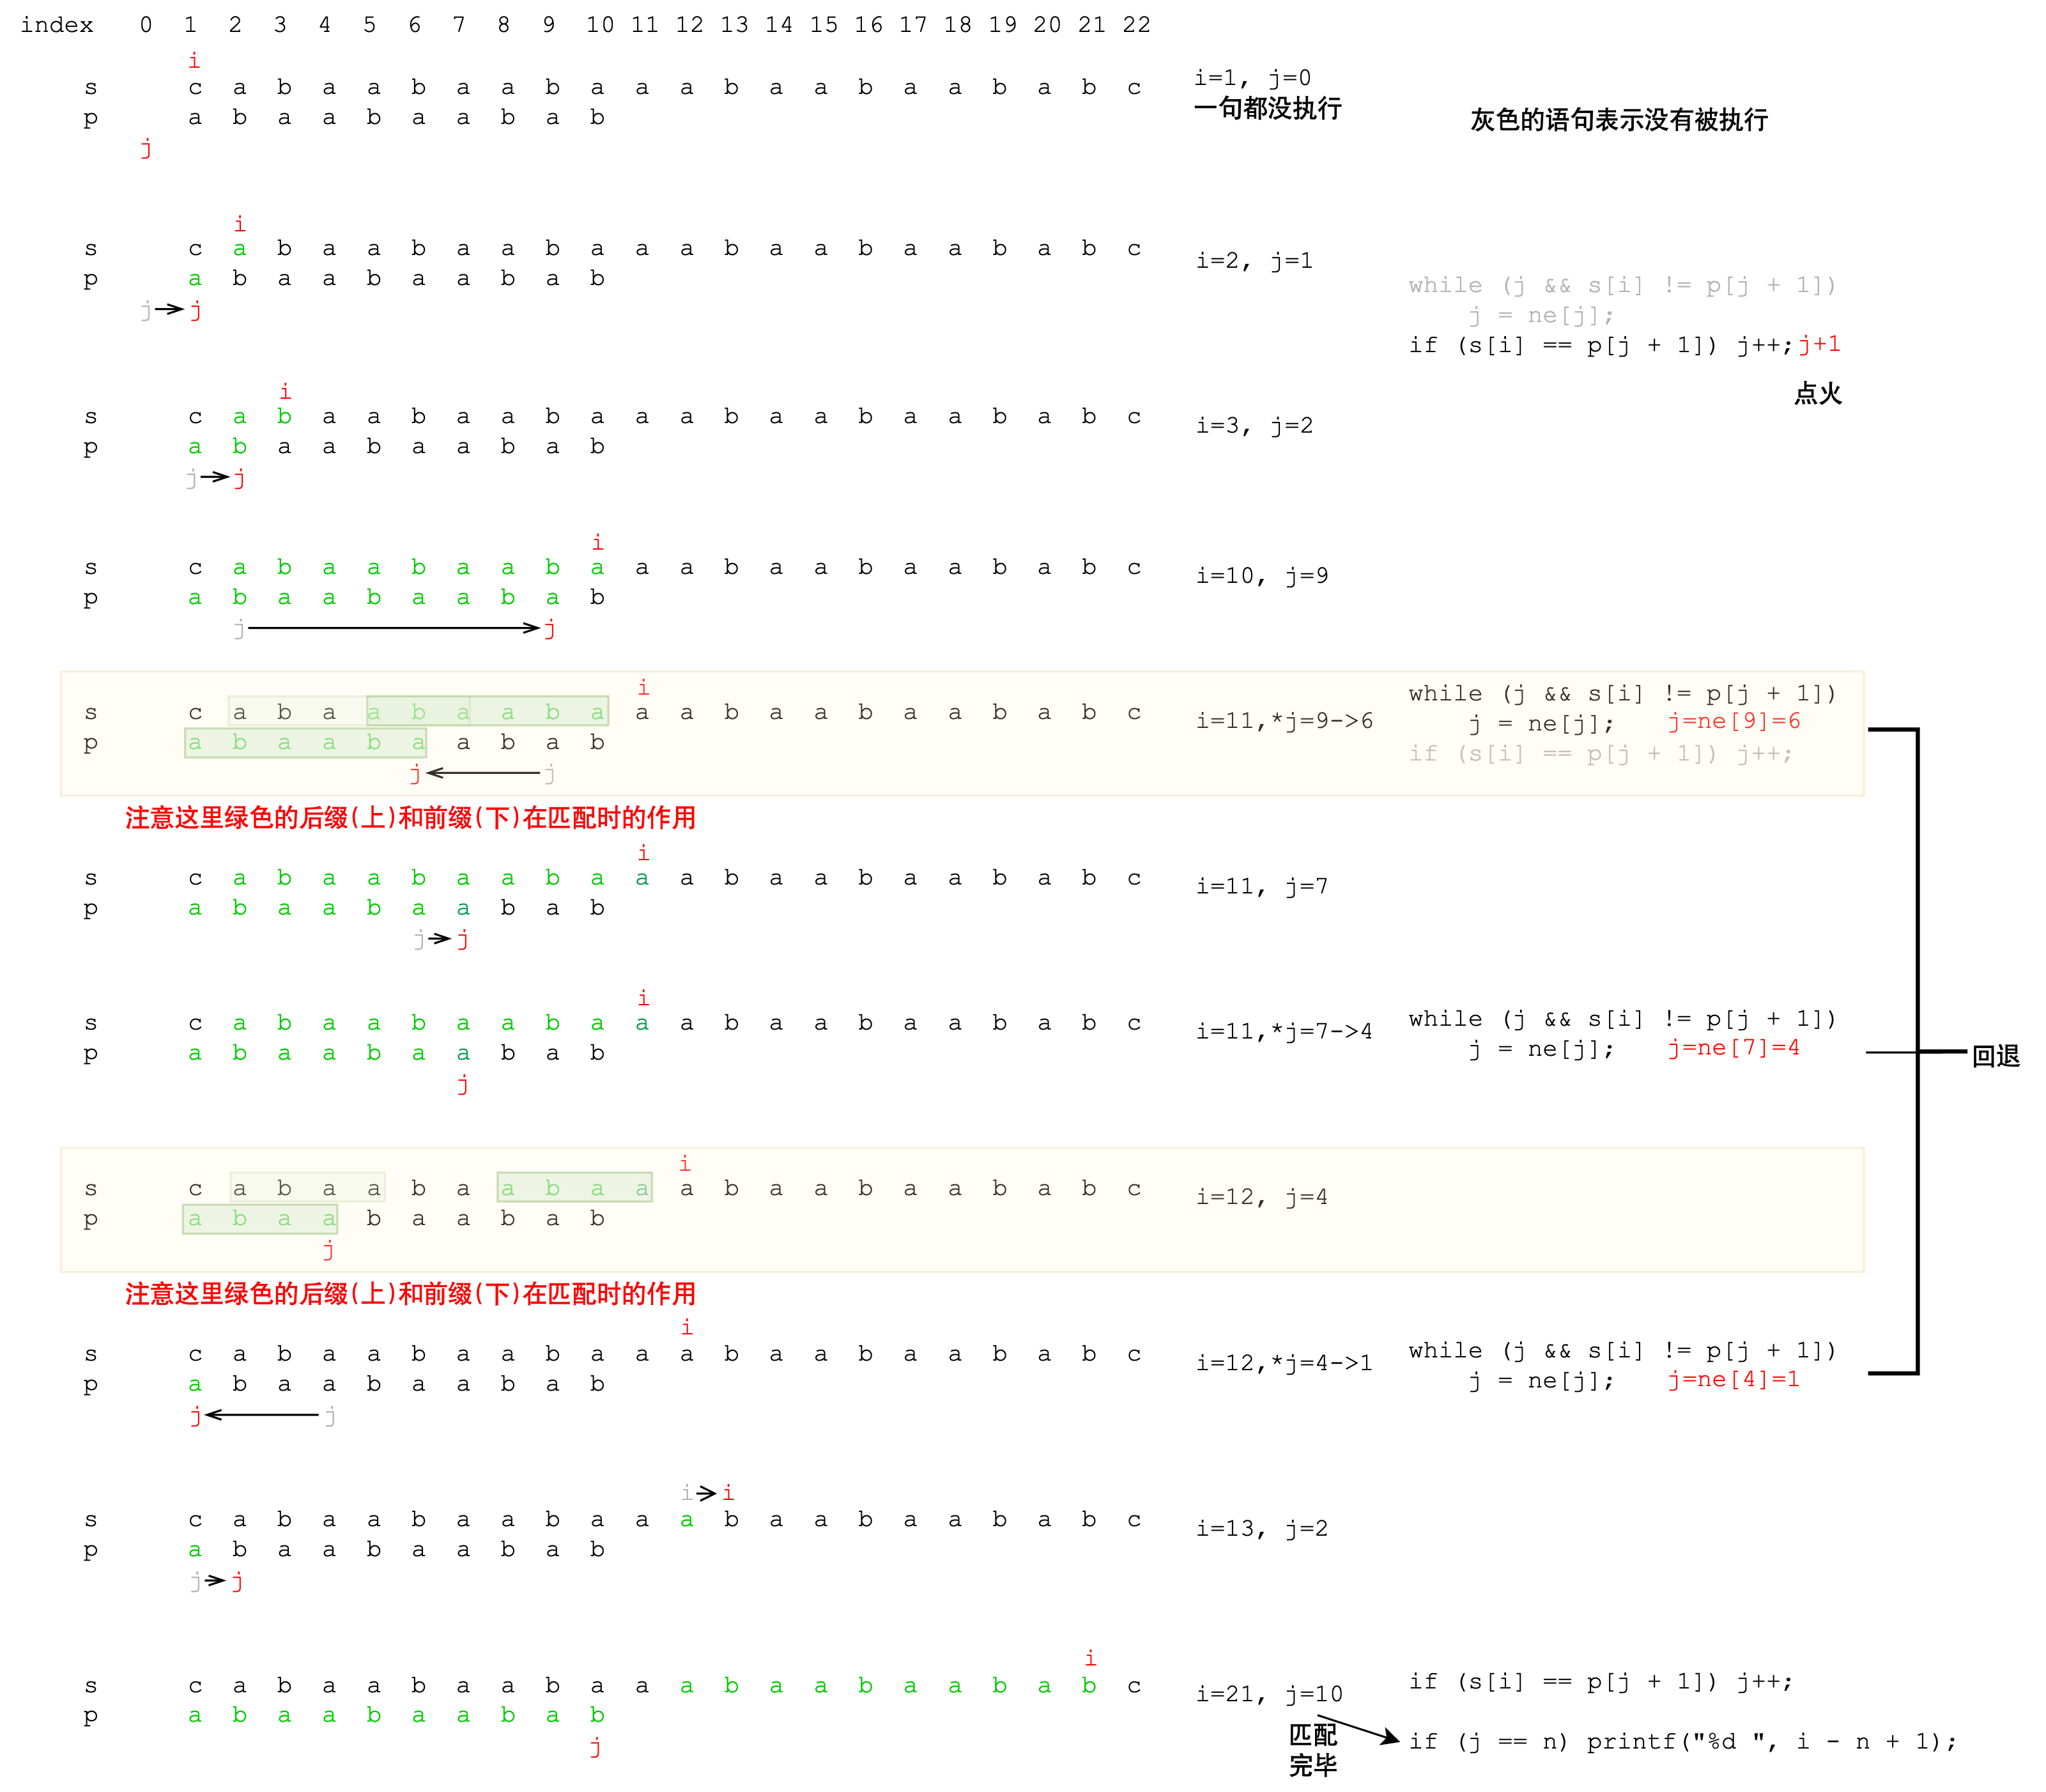 index 0 1 2 3 4 5 6 7 8 9 10 11 12 13 14 15 16 17 18 19 20 21 22
i
s c a b a a b a a b a a a b a a b a a b a b c
p a b a a b a a b a b
j
i=1, j=0
一句都没执行
灰色的语句表示没有被执行
i
s c a b a a b a a b a a a b a a b a a b a b c
p a b a a b a a b a b
j j
i=2, j=1
while (j && s[i] != p[j + 1])
j = ne[j];
if (s[i] == p[j + 1]) j++;j+1
点火
i
s c a b a a b a a b a a a b a a b a a b a b c
p a b a a b a a b a b
j j
i=3, j=2
i
s c a b a a b a a b a a a b a a b a a b a b c
p a b a a b a a b a b
j j
i=10, j=9
i
s c a b a a b a a b a a a b a a b a a b a b c
p a b a a b a a b a b
j j
i=11,*j=9->6
while (j && s[i] != p[j + 1])
j = ne[j]; j=ne[9]=6
if (s[i] == p[j + 1]) j++;
注意这里绿色的后缀(上)和前缀(下)在匹配时的作用
i
s c a b a a b a a b a a a b a a b a a b a b c
p a b a a b a a b a b
j j
i=11, j=7
i
s c a b a a b a a b a a a b a a b a a b a b c
p a b a a b a a b a b
j
i=11,*j=7->4
while (j && s[i] != p[j + 1])
j = ne[j]; j=ne[7]=4
回退
i
s c a b a a b a a b a a a b a a b a a b a b c
p a b a a b a a b a b
j
i=12, j=4
注意这里绿色的后缀(上)和前缀(下)在匹配时的作用
i
s c a b a a b a a b a a a b a a b a a b a b c
p a b a a b a a b a b
j j
i=12,*j=4->1
while (j && s[i] != p[j + 1])
j = ne[j]; j=ne[4]=1
i i
s c a b a a b a a b a a a b a a b a a b a b c
p a b a a b a a b a b
j j
i=13, j=2
i
s c a b a a b a a b a a a b a a b a a b a b c
p a b a a b a a b a b
j
i=21, j=10
匹配
完毕
if (s[i] == p[j + 1]) j++;
if (j == n) printf("%d ", i - n + 1);